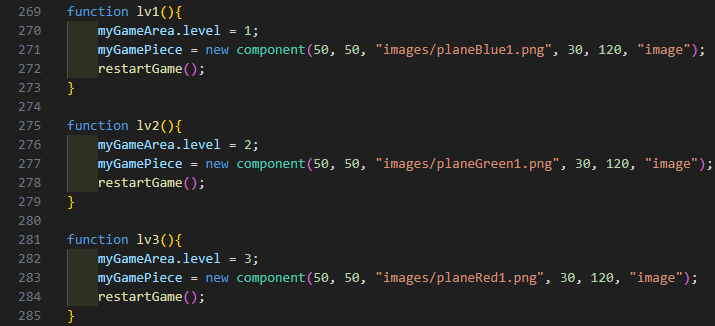 269 function lv1(){
270     myGameArea.level = 1;
271     myGamePiece = new component(50, 50, "images/planeBlue1.png", 30, 120, "image");
272     restartGame();
273 }
274
275 function lv2(){
276     myGameArea.level = 2;
277     myGamePiece = new component(50, 50, "images/planeGreen1.png", 30, 120, "image");
278     restartGame();
279 }
280
281 function lv3(){
282     myGameArea.level = 3;
283     myGamePiece = new component(50, 50, "images/planeRed1.png", 30, 120, "image");
284     restartGame();
285 }